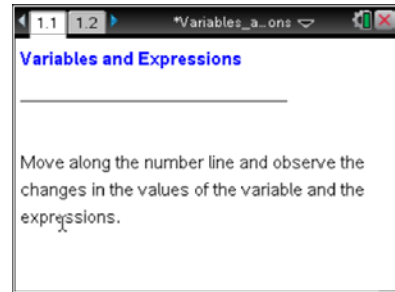 1.1 1.2 *Variables_a…ons
Variables and Expressions
Move along the number line and observe the
changes in the values of the variable and the
expressions.